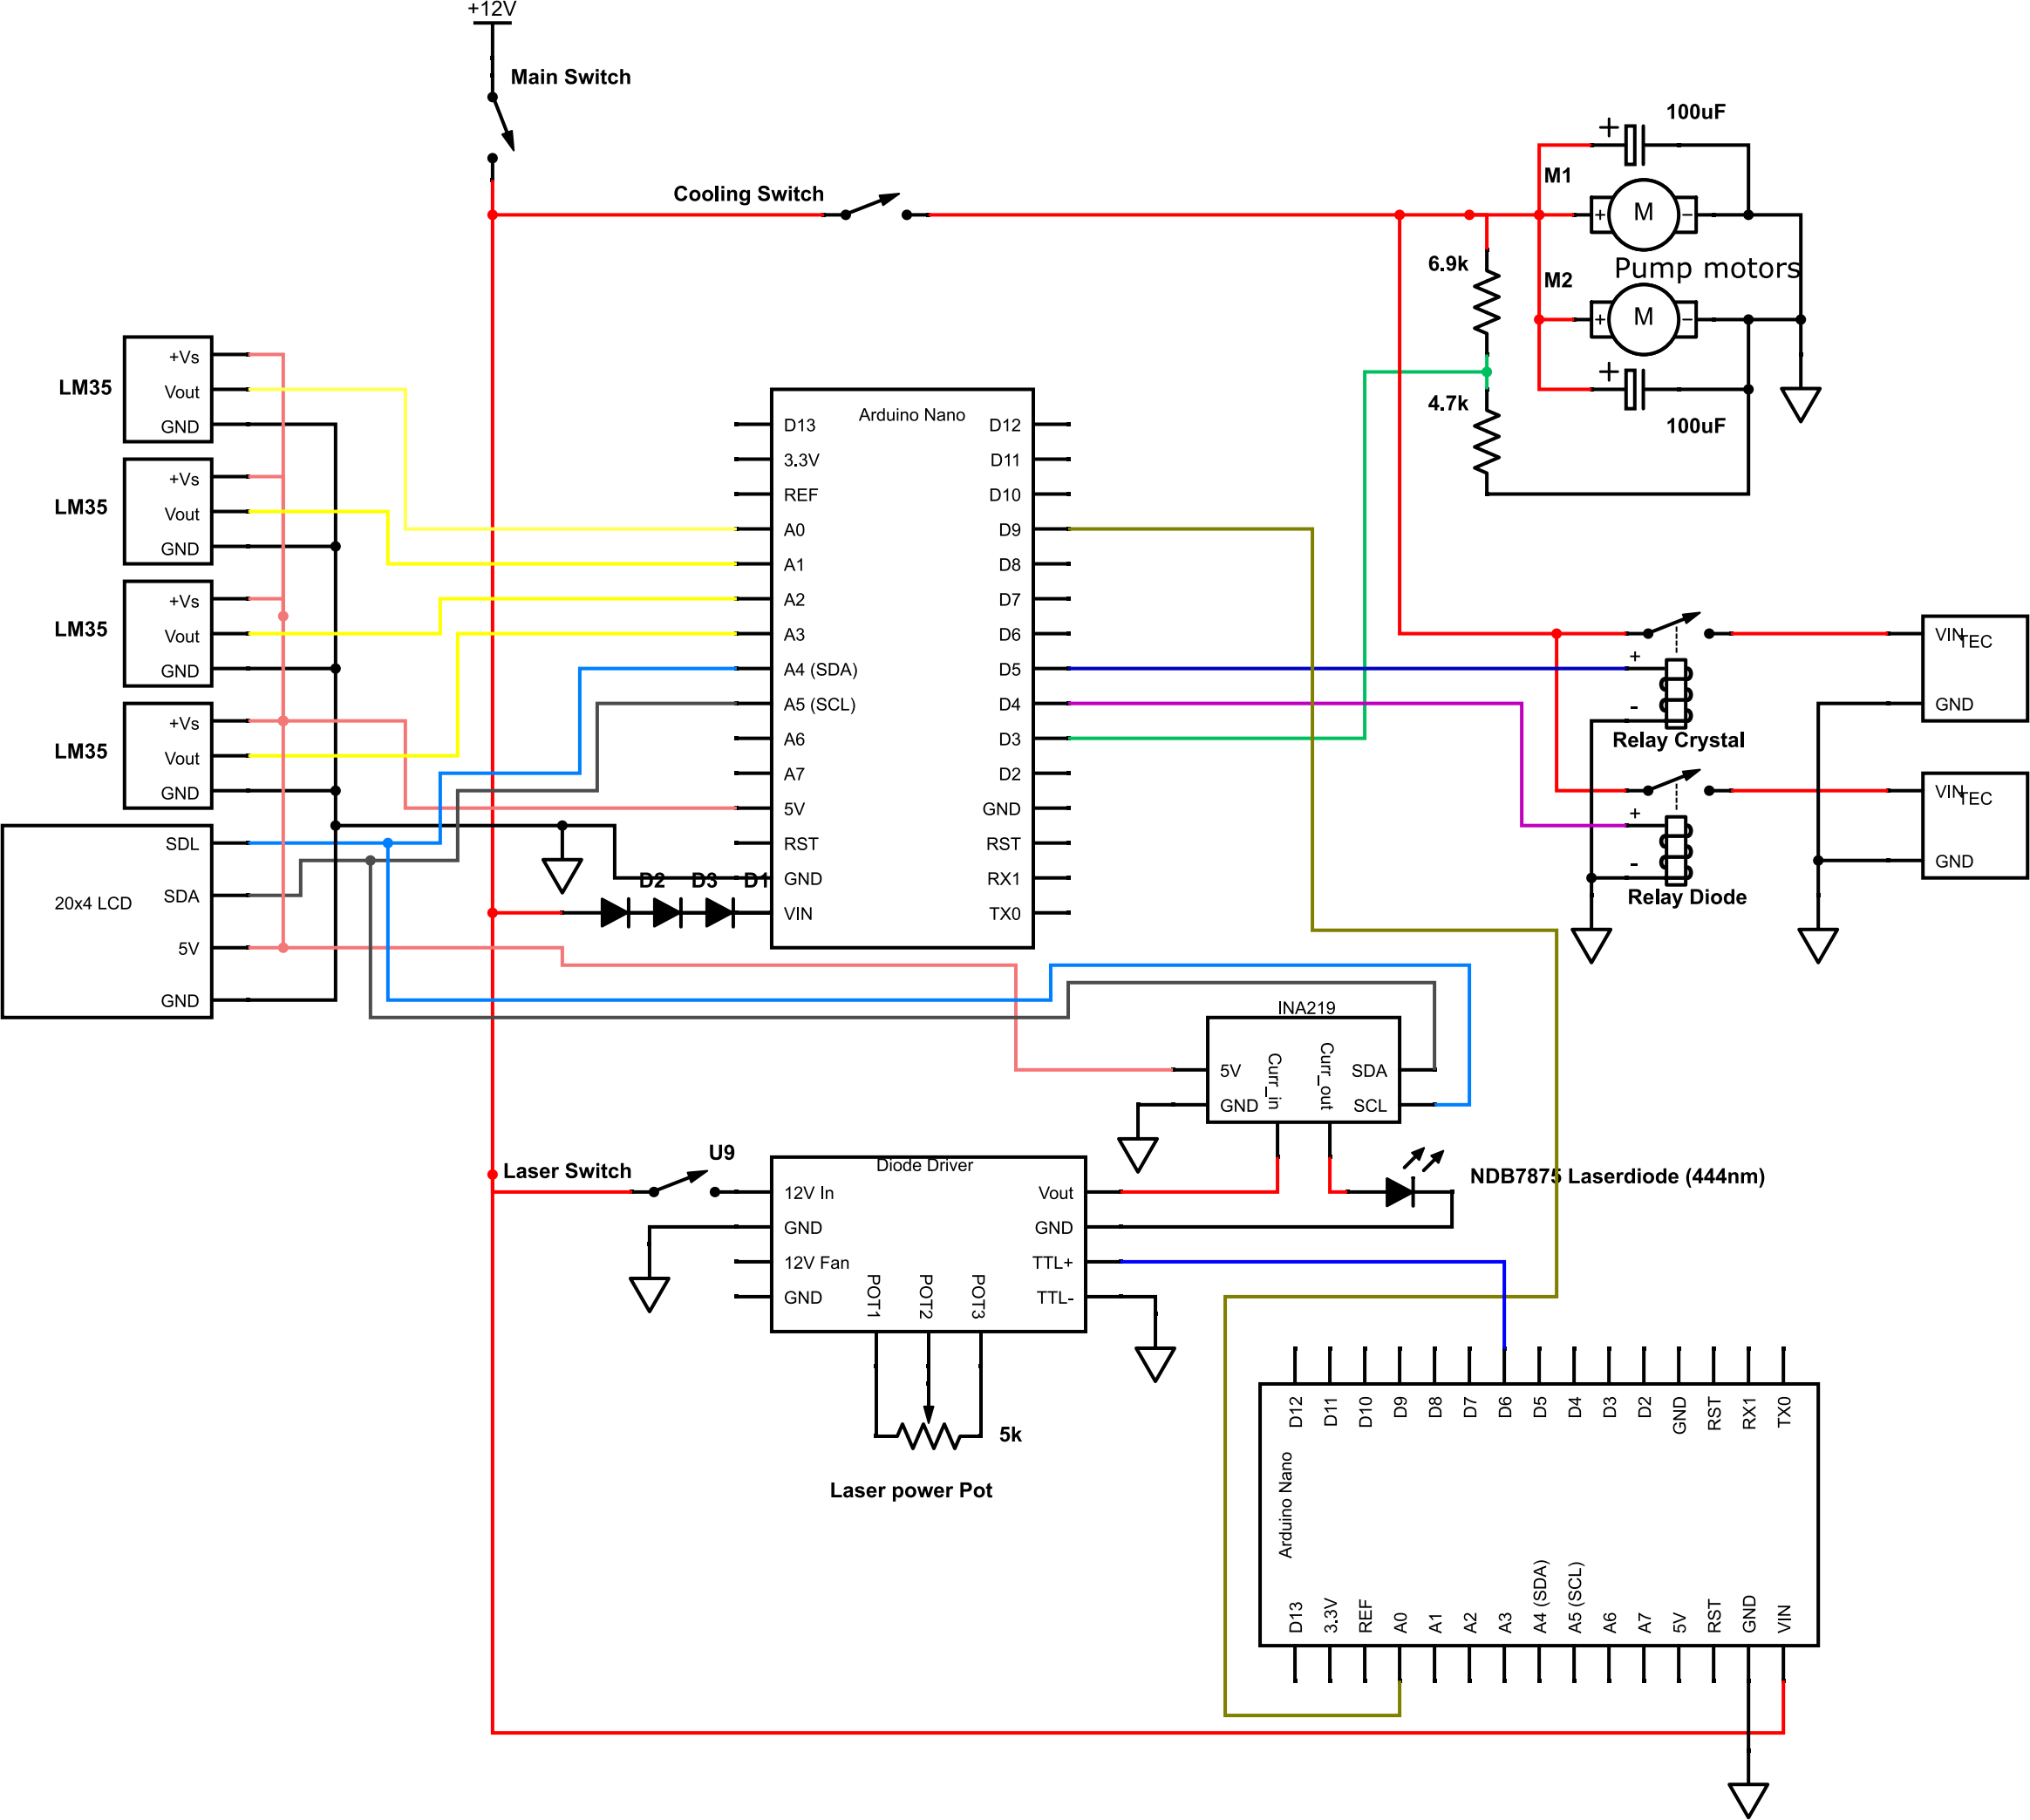 +12V
Main Switch
Cooling Switch
100uF
M1
+ M −
Pump motors
6.9k
M2
+ M −
4.7k
100uF
LM35
+Vs
Vout
GND
LM35
+Vs
Vout
GND
LM35
+Vs
Vout
GND
LM35
+Vs
Vout
GND
20x4 LCD
SDL
SDA
5V
GND
Arduino Nano
D13
3.3V
REF
A0
A1
A2
A3
A4 (SDA)
A5 (SCL)
A6
A7
5V
RST
GND
VIN
D12
D11
D10
D9
D8
D7
D6
D5
D4
D3
D2
GND
RST
RX1
TX0
D2 D3 D1
+
-
Relay Crystal
VIN
TEC
GND
+
-
Relay Diode
VIN
TEC
GND
INA219
5V
GND
Curr_in
Curr_out
SDA
SCL
Laser Switch
U9
Diode Driver
12V In
GND
12V Fan
GND
POT1
POT2
POT3
Vout
GND
TTL+
TTL-
NDB7875 Laserdiode (444nm)
5k
Laser power Pot
Arduino Nano
D12
D11
D10
D9
D8
D7
D6
D5
D4
D3
D2
GND
RST
RX1
TX0
D13
3.3V
REF
A0
A1
A2
A3
A4 (SDA)
A5 (SCL)
A6
A7
5V
RST
GND
VIN